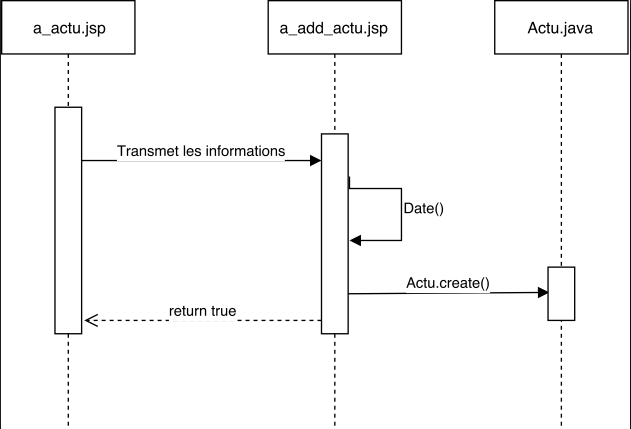 a_actu.jsp
a_add_actu.jsp
Actu.java
Transmet les informations
Date()
Actu.create()
return true